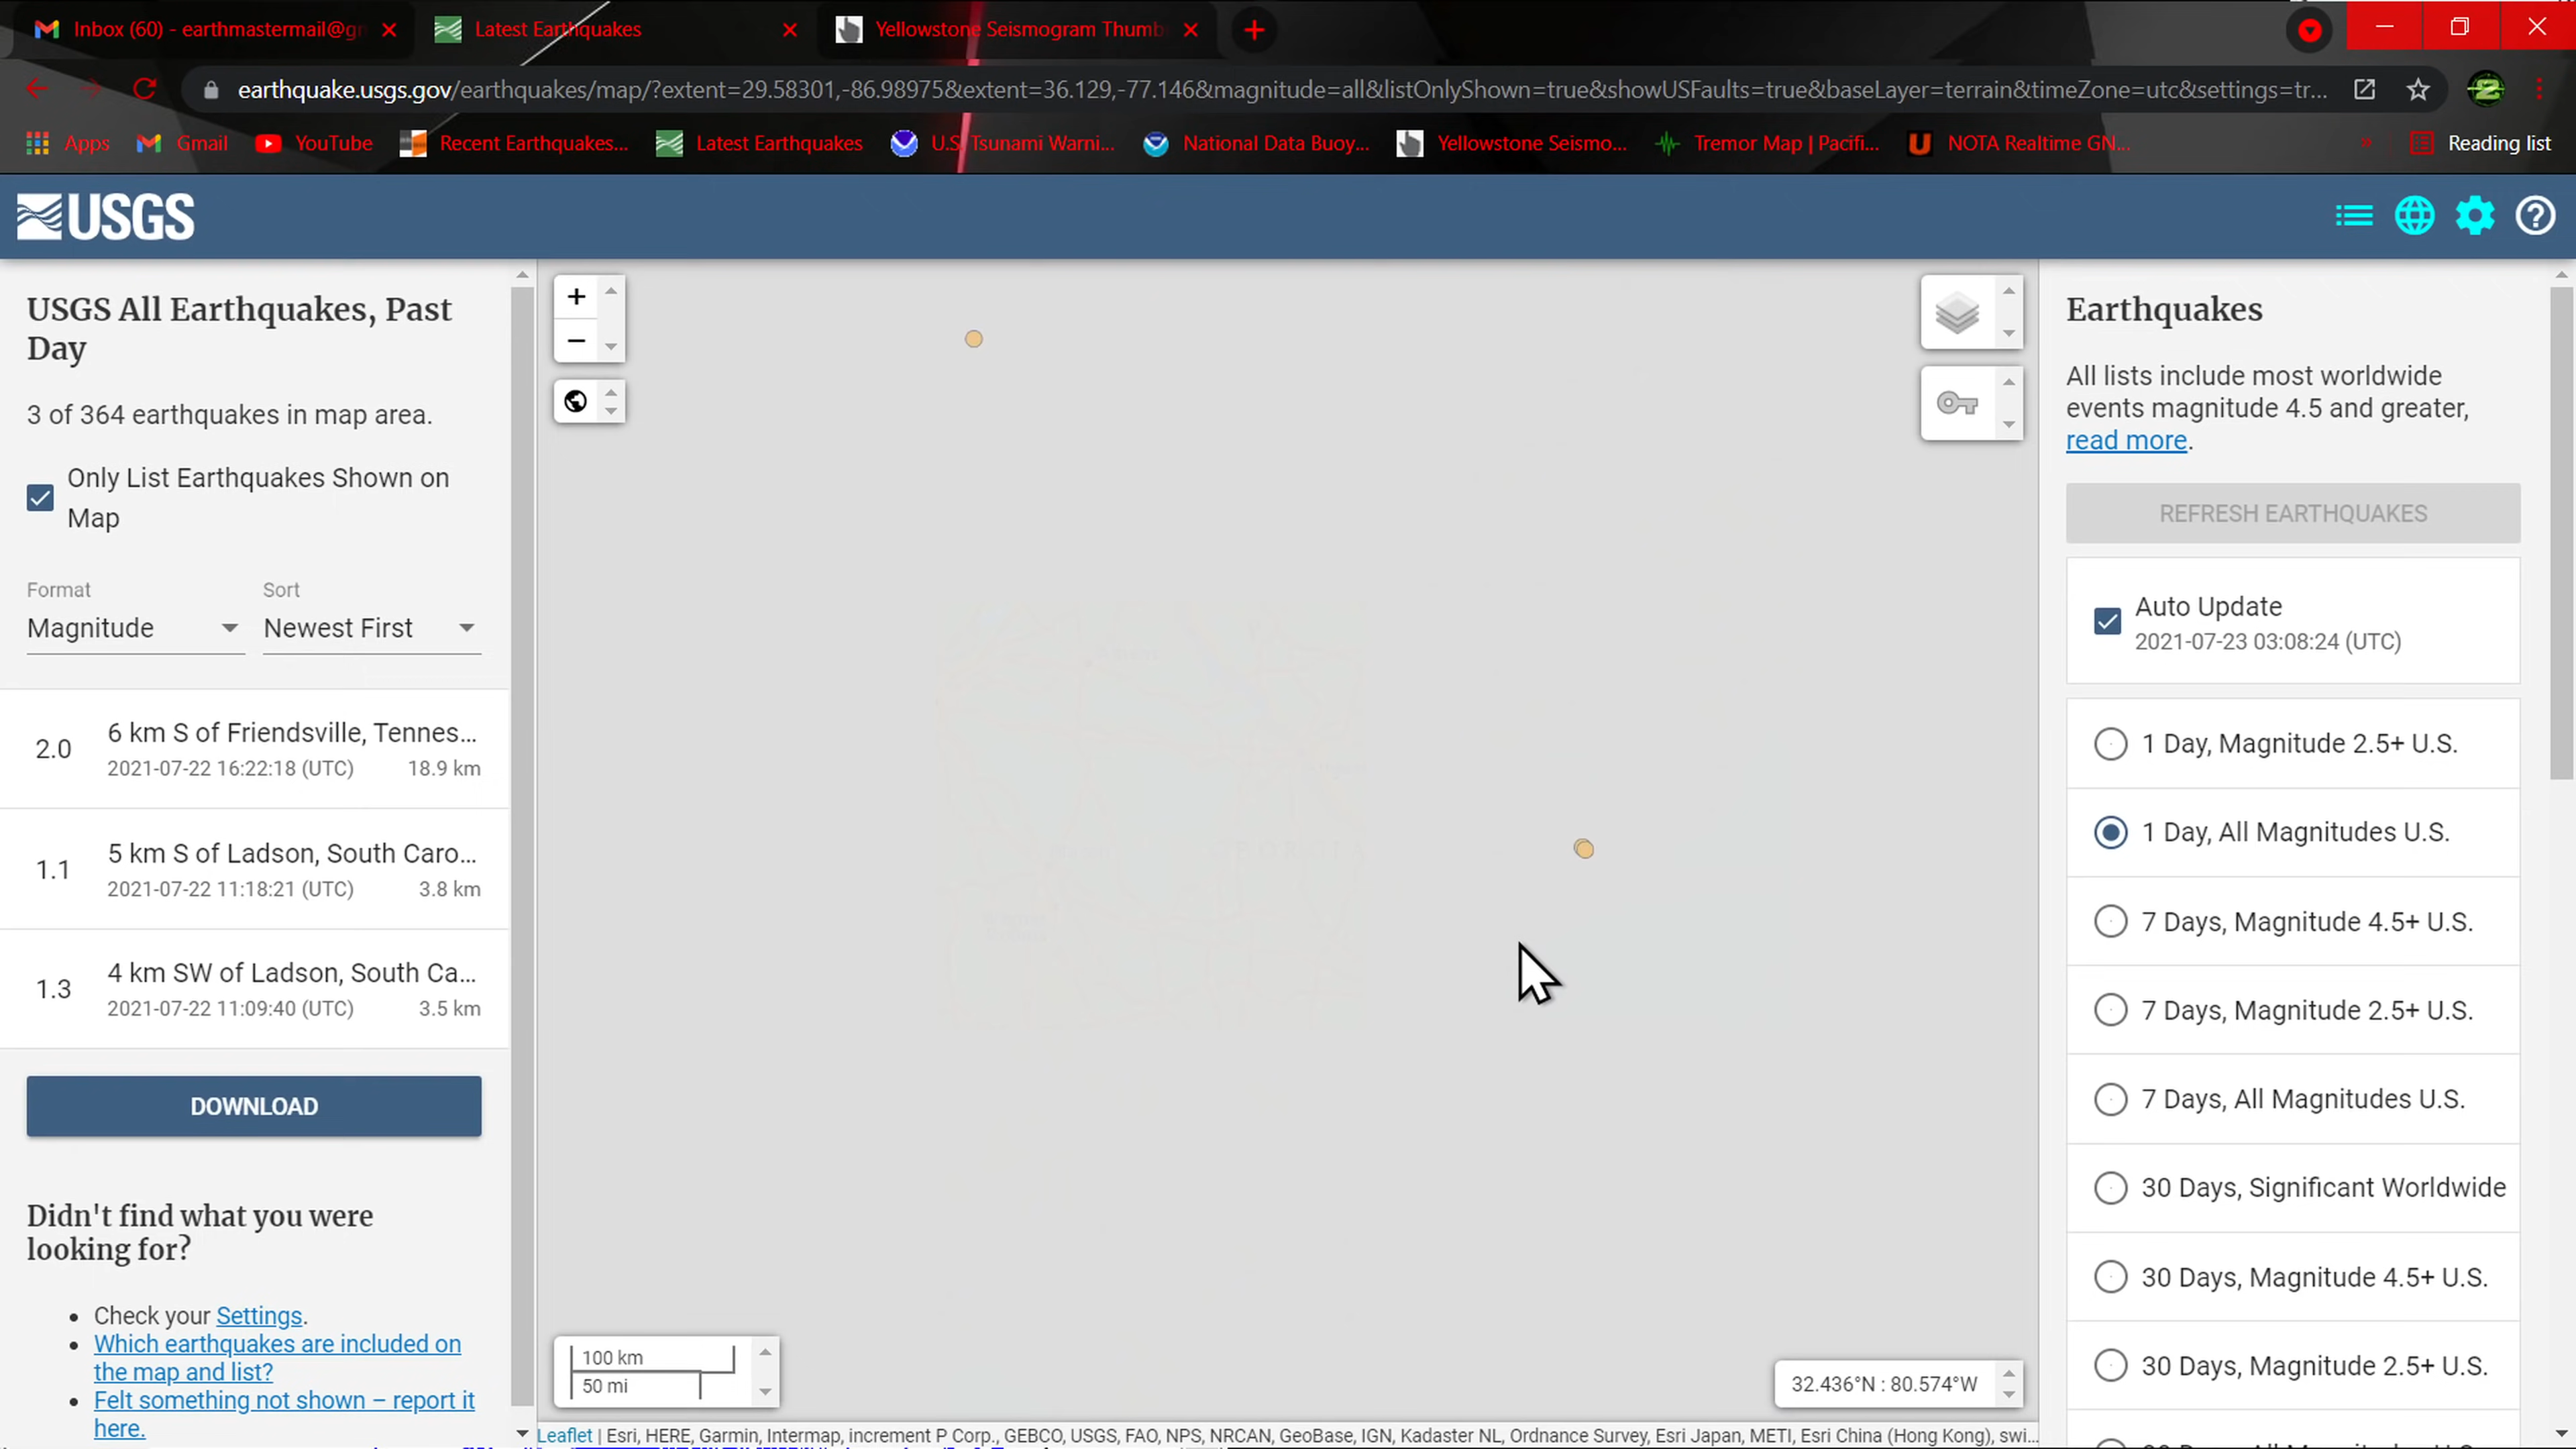 Inbox (60) - earthmastermail@gr
Latest Earthquakes
Yellowstone Seismogram Thumb
earthquake.usgs.gov/earthquakes/map/?extent=29.58301,-86.98975&extent=36.129,-77.146&magnitude=all&listOnlyShown=true&showUSFaults=true&baseLayer=terrain&timeZone=utc&settings=tr...
Apps
Gmail
YouTube
Recent Earthquakes...
Latest Earthquakes
U.S. Tsunami Warni...
National Data Buoy...
Yellowstone Seismo...
Tremor Map | Pacifi...
NOTA Realtime GN...
Reading list
USGS
USGS All Earthquakes, Past
Day
3 of 364 earthquakes in map area.
Only List Earthquakes Shown on
Map
Format
Sort
Magnitude
Newest First
2.0
6 km S of Friendsville, Tennes...
2021-07-22 16:22:18 (UTC)
18.9 km
1.1
5 km S of Ladson, South Caro...
2021-07-22 11:18:21 (UTC)
3.8 km
1.3
4 km SW of Ladson, South Ca...
2021-07-22 11:09:40 (UTC)
3.5 km
DOWNLOAD
Didn't find what you were
looking for?
Check your Settings.
Which earthquakes are included on
the map and list?
Felt something not shown – report it
here.
+
−
100 km
50 mi
32.436°N : 80.574°W
Leaflet | Esri, HERE, Garmin, Intermap, increment P Corp., GEBCO, USGS, FAO, NPS, NRCAN, GeoBase, IGN, Kadaster NL, Ordnance Survey, Esri Japan, METI, Esri China (Hong Kong), swi...
Earthquakes
All lists include most worldwide
events magnitude 4.5 and greater,
read more.
REFRESH EARTHQUAKES
Auto Update
2021-07-23 03:08:24 (UTC)
1 Day, Magnitude 2.5+ U.S.
1 Day, All Magnitudes U.S.
7 Days, Magnitude 4.5+ U.S.
7 Days, Magnitude 2.5+ U.S.
7 Days, All Magnitudes U.S.
30 Days, Significant Worldwide
30 Days, Magnitude 4.5+ U.S.
30 Days, Magnitude 2.5+ U.S.